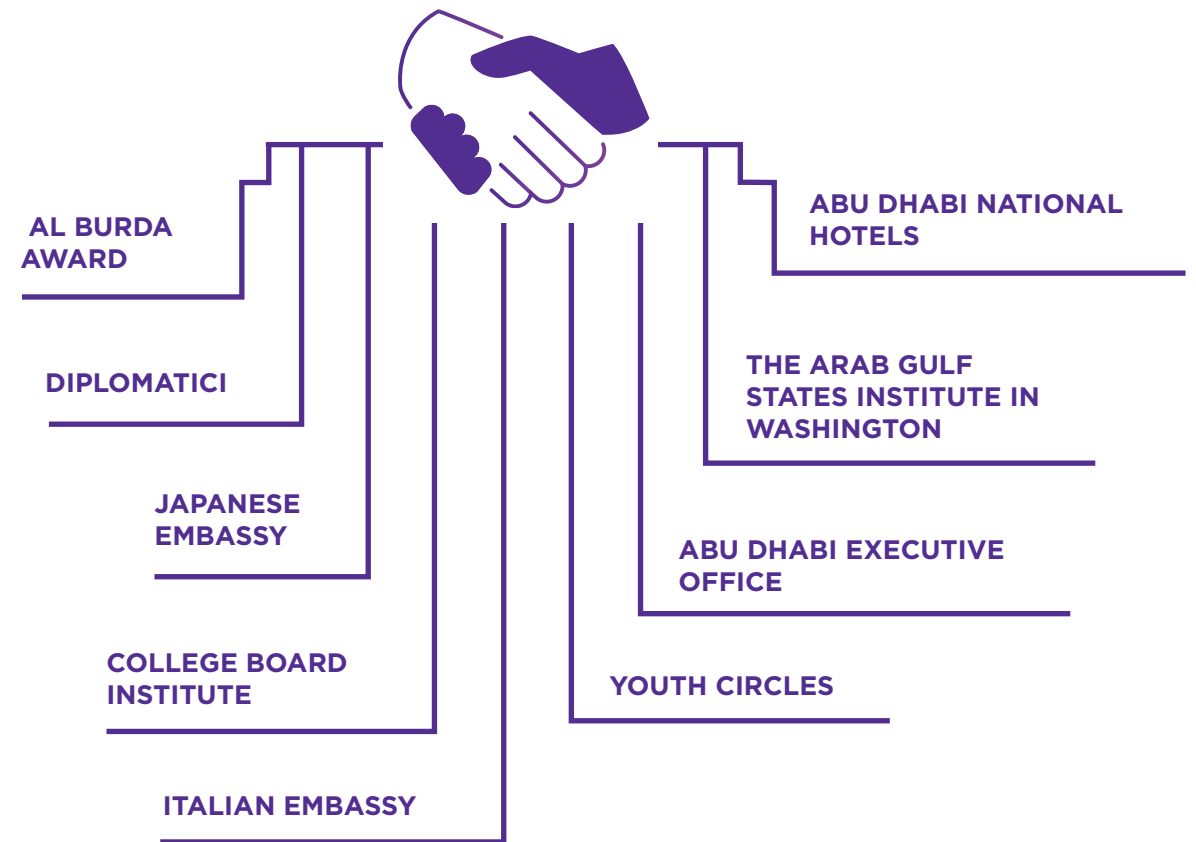 AL BURDA
AWARD
DIPLOMATICI
JAPANESE
EMBASSY
COLLEGE BOARD
INSTITUTE
ITALIAN EMBASSY
ABU DHABI NATIONAL
HOTELS
THE ARAB GULF
STATES INSTITUTE IN
WASHINGTON
ABU DHABI EXECUTIVE
OFFICE
YOUTH CIRCLES